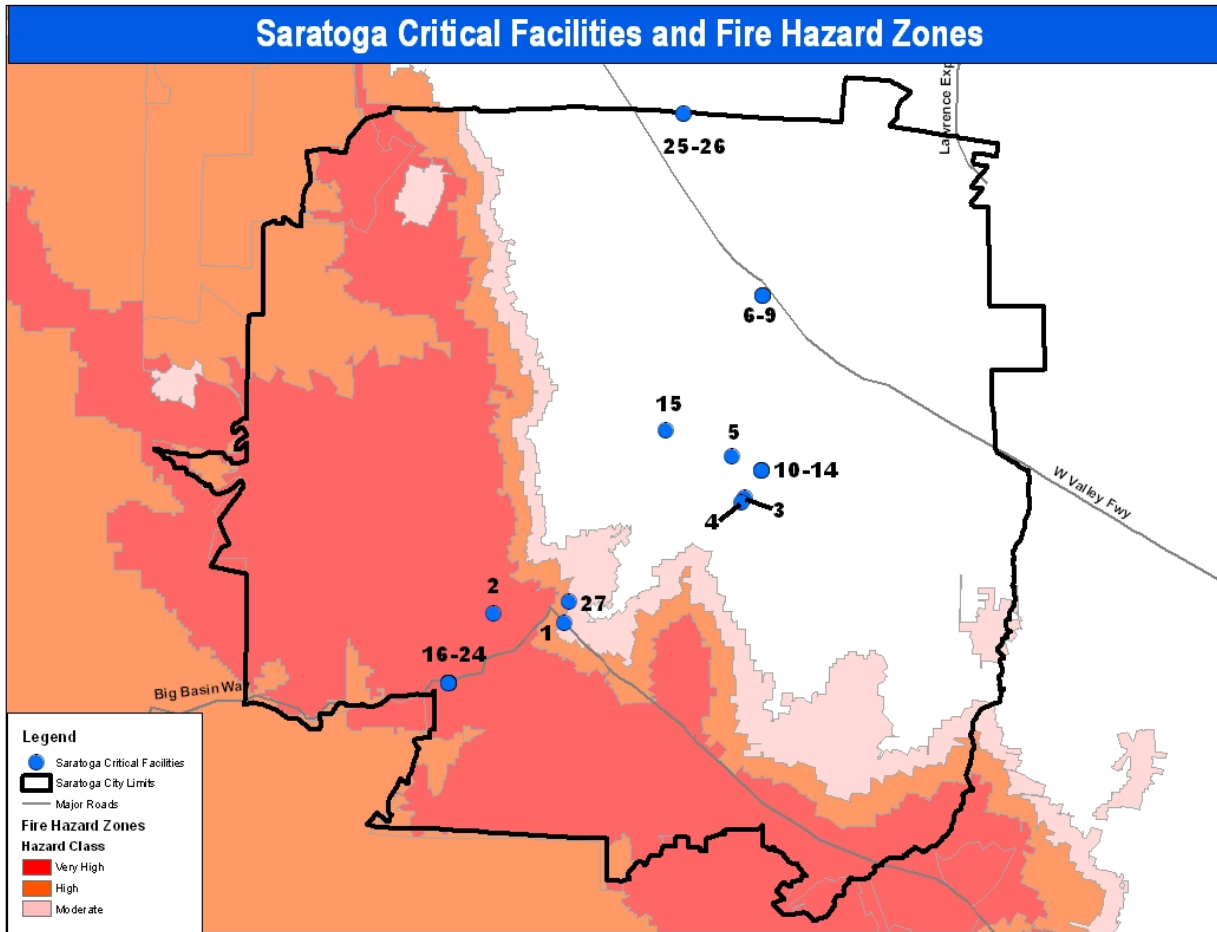 Saratoga Critical Facilities and Fire Hazard Zones
Lawrence Exp
25-26
6-9
15
5
10-14
3
4
W Valley Fwy
2
27
1
16-24
Big Basin Way
Legend
Saratoga Critical Facilities
Saratoga City Limits
Major Roads
Fire Hazard Zones
Hazard Class
Very High
High
Moderate